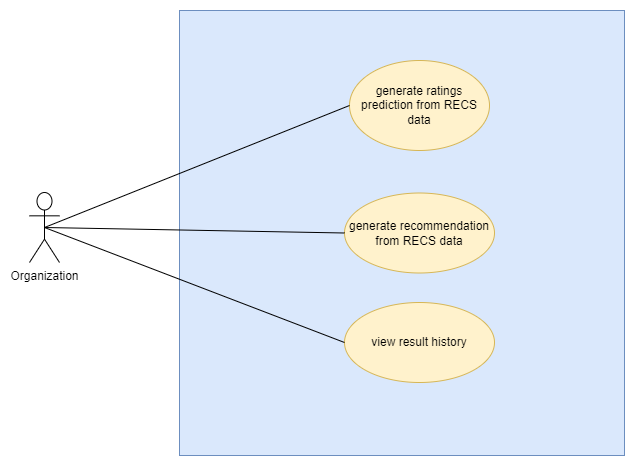 generate ratings
prediction from RECS
data
generate recommendation
from RECS data
Organization
view result history